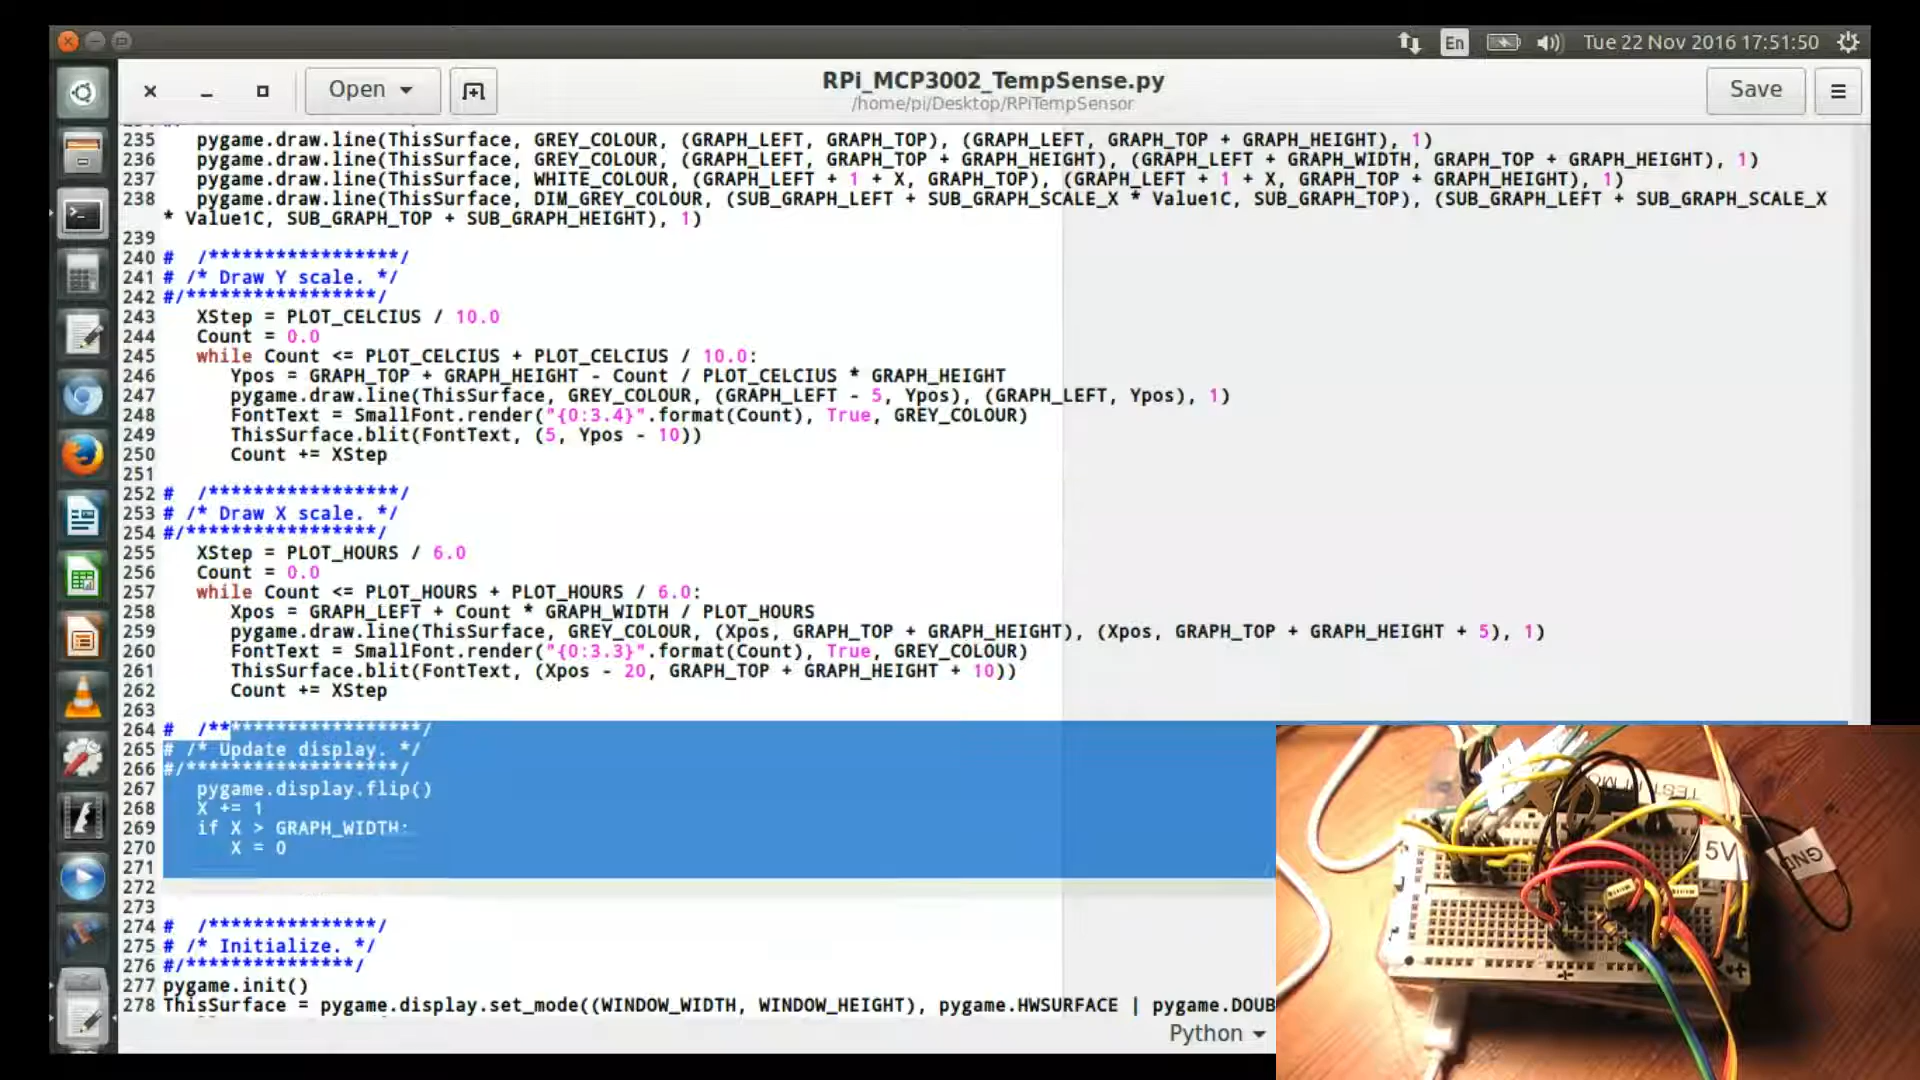 En
Tue 22 Nov 2016 17:51:50
Open
RPi_MCP3002_TempSense.py
/home/pi/Desktop/RPiTempSensor
Save
235 pygame.draw.line(ThisSurface, GREY_COLOUR, (GRAPH_LEFT, GRAPH_TOP), (GRAPH_LEFT, GRAPH_TOP + GRAPH_HEIGHT), 1)
236 pygame.draw.line(ThisSurface, GREY_COLOUR, (GRAPH_LEFT, GRAPH_TOP + GRAPH_HEIGHT), (GRAPH_LEFT + GRAPH_WIDTH, GRAPH_TOP + GRAPH_HEIGHT), 1)
237 pygame.draw.line(ThisSurface, WHITE_COLOUR, (GRAPH_LEFT + 1 + X, GRAPH_TOP), (GRAPH_LEFT + 1 + X, GRAPH_TOP + GRAPH_HEIGHT), 1)
238 pygame.draw.line(ThisSurface, DIM_GREY_COLOUR, (SUB_GRAPH_LEFT + SUB_GRAPH_SCALE_X * Value1C, SUB_GRAPH_TOP), (SUB_GRAPH_LEFT + SUB_GRAPH_SCALE_X
* Value1C, SUB_GRAPH_TOP + SUB_GRAPH_HEIGHT), 1)
239
240 #  /*****************/
241 # /* Draw Y scale. */
242 #/*****************/
243 XStep = PLOT_CELCIUS / 10.0
244 Count = 0.0
245 while Count <= PLOT_CELCIUS + PLOT_CELCIUS / 10.0:
246 Ypos = GRAPH_TOP + GRAPH_HEIGHT - Count / PLOT_CELCIUS * GRAPH_HEIGHT
247 pygame.draw.line(ThisSurface, GREY_COLOUR, (GRAPH_LEFT - 5, Ypos), (GRAPH_LEFT, Ypos), 1)
248 FontText = SmallFont.render("{0:3.4}".format(Count), True, GREY_COLOUR)
249 ThisSurface.blit(FontText, (5, Ypos - 10))
250 Count += XStep
251
252 #  /*****************/
253 # /* Draw X scale. */
254 #/*****************/
255 XStep = PLOT_HOURS / 6.0
256 Count = 0.0
257 while Count <= PLOT_HOURS + PLOT_HOURS / 6.0:
258 Xpos = GRAPH_LEFT + Count * GRAPH_WIDTH / PLOT_HOURS
259 pygame.draw.line(ThisSurface, GREY_COLOUR, (Xpos, GRAPH_TOP + GRAPH_HEIGHT), (Xpos, GRAPH_TOP + GRAPH_HEIGHT + 5), 1)
260 FontText = SmallFont.render("{0:3.3}".format(Count), True, GREY_COLOUR)
261 ThisSurface.blit(FontText, (Xpos - 20, GRAPH_TOP + GRAPH_HEIGHT + 10))
262 Count += XStep
263
264 #  /*******************/
265 # /* Update display. */
266 #/*******************/
267 pygame.display.flip()
268 X += 1
269 if X > GRAPH_WIDTH:
270 X = 0
271
272
273
274 #  /***************/
275 # /* Initialize. */
276 #/***************/
277 pygame.init()
278 ThisSurface = pygame.display.set_mode((WINDOW_WIDTH, WINDOW_HEIGHT), pygame.HWSURFACE | pygame.DOUB
Python
5V
GND